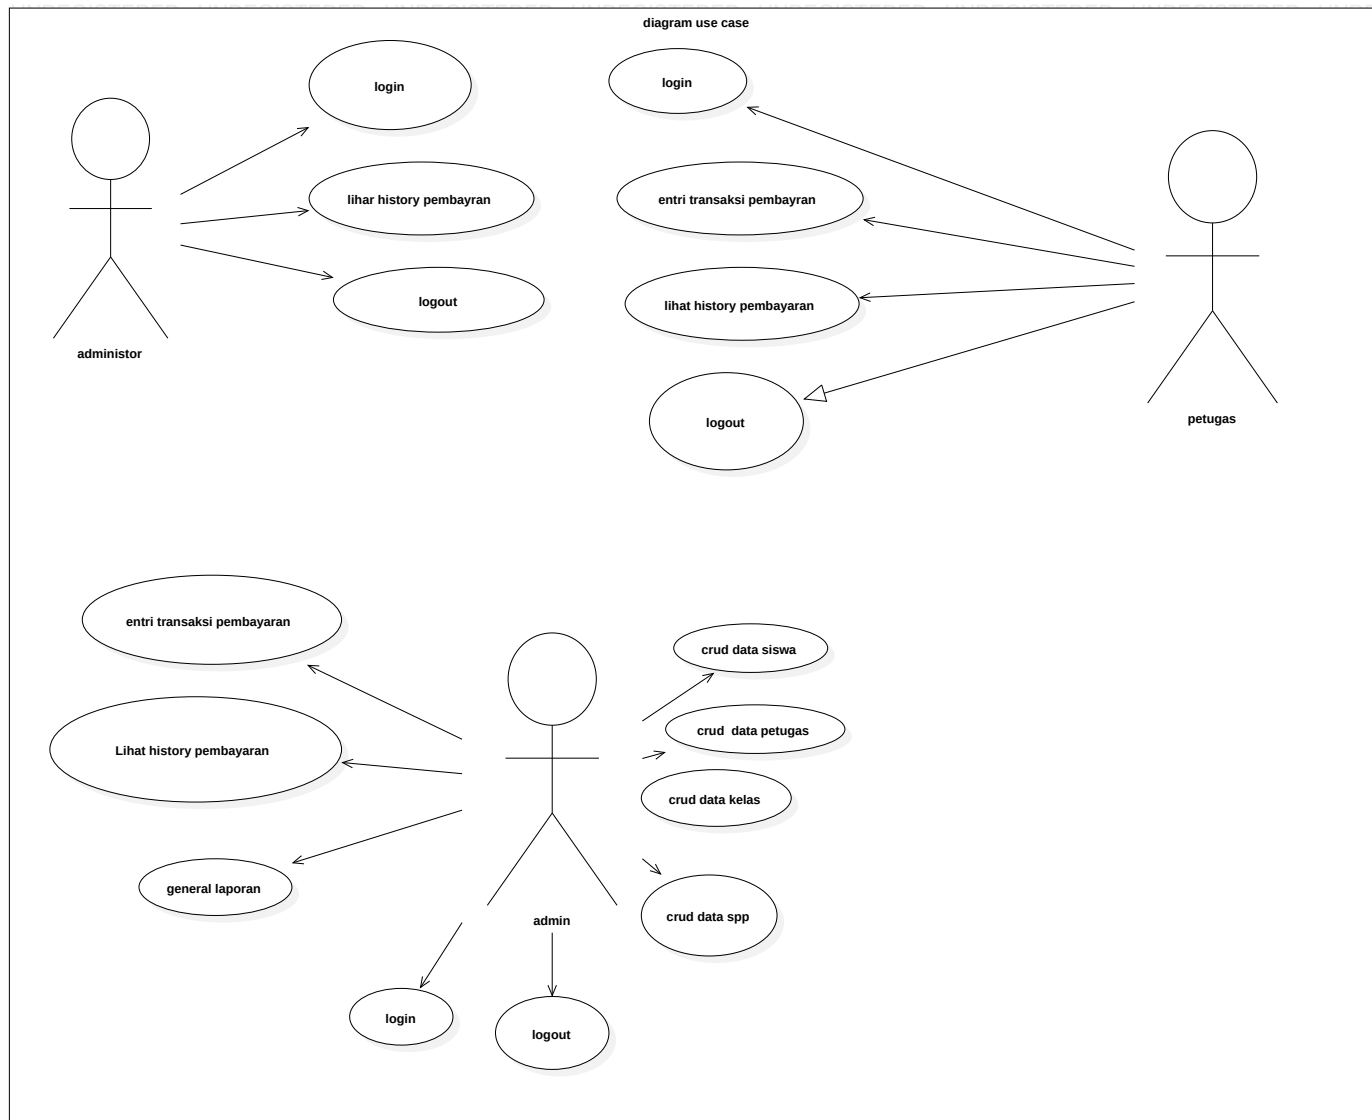 diagram use case
login
login
lihar history pembayran
entri transaksi pembayran
logout
lihat history pembayaran
administor
logout
petugas
entri transaksi pembayaran
crud data siswa
Lihat history pembayaran
crud  data petugas
crud data kelas
general laporan
crud data spp
admin
login
logout